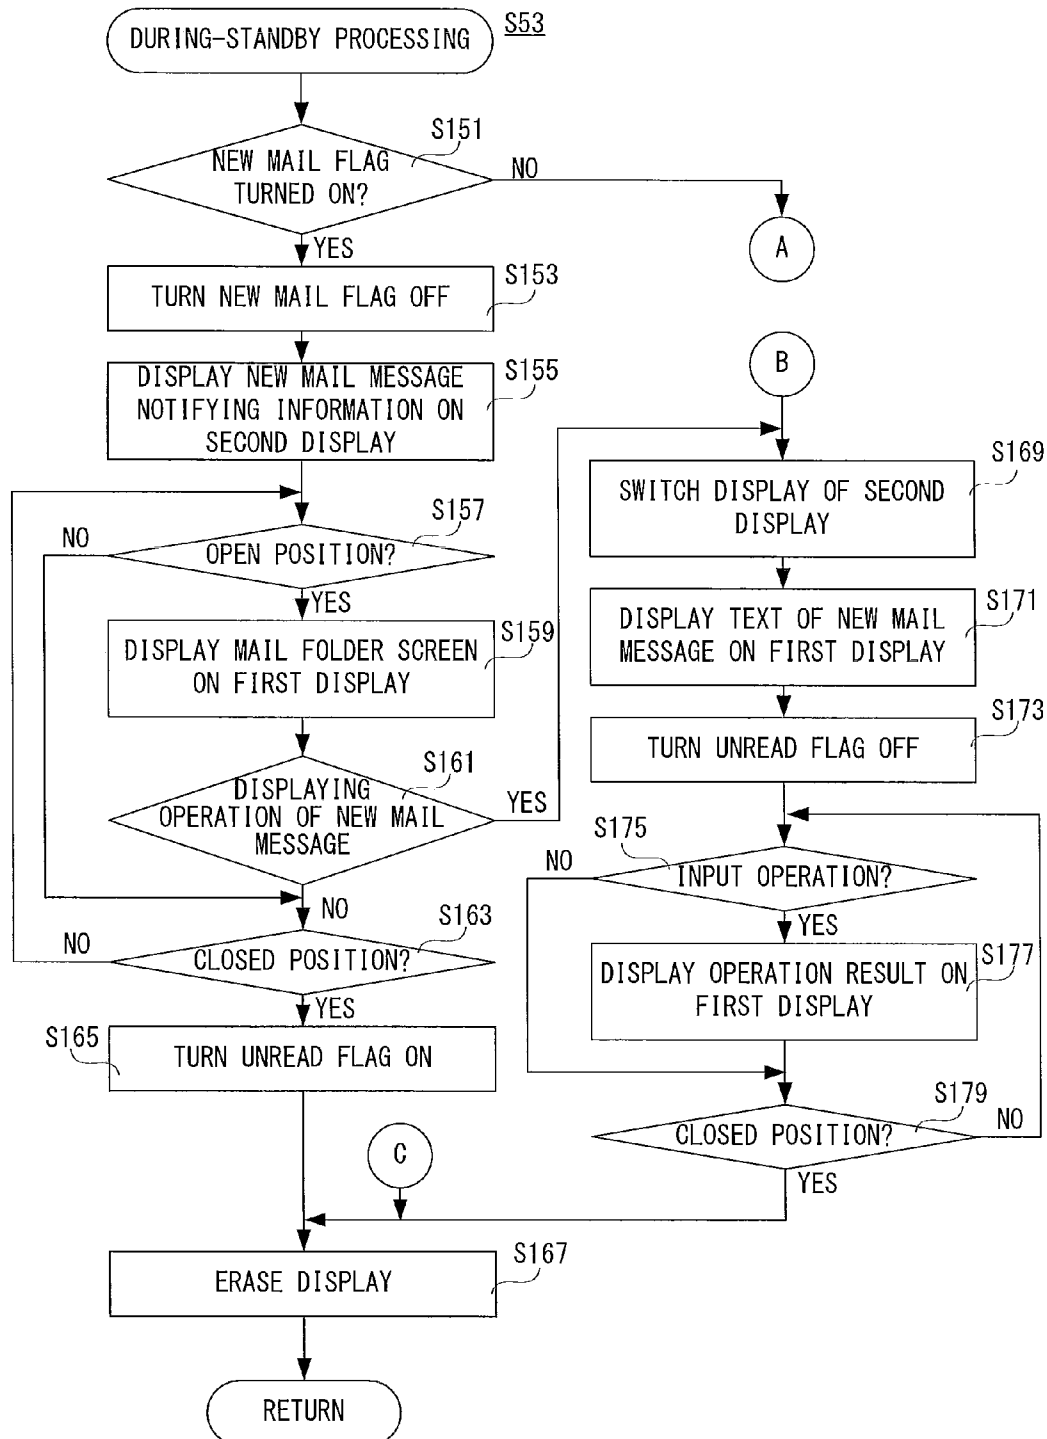 DURING-STANDBY PROCESSING
S53
S151
NEW MAIL FLAG
TURNED ON?
NO
A
YES
S153
TURN NEW MAIL FLAG OFF
S155
DISPLAY NEW MAIL MESSAGE
NOTIFYING INFORMATION ON
SECOND DISPLAY
S157
NO
OPEN POSITION?
YES
S159
DISPLAY MAIL FOLDER SCREEN
ON FIRST DISPLAY
S161
DISPLAYING
OPERATION OF NEW MAIL
MESSAGE
YES
NO
S163
NO
CLOSED POSITION?
YES
S165
TURN UNREAD FLAG ON
C
S167
ERASE DISPLAY
RETURN
B
S169
SWITCH DISPLAY OF SECOND
DISPLAY
S171
DISPLAY TEXT OF NEW MAIL
MESSAGE ON FIRST DISPLAY
S173
TURN UNREAD FLAG OFF
S175
NO
INPUT OPERATION?
YES
S177
DISPLAY OPERATION RESULT ON
FIRST DISPLAY
S179
CLOSED POSITION?
NO
YES